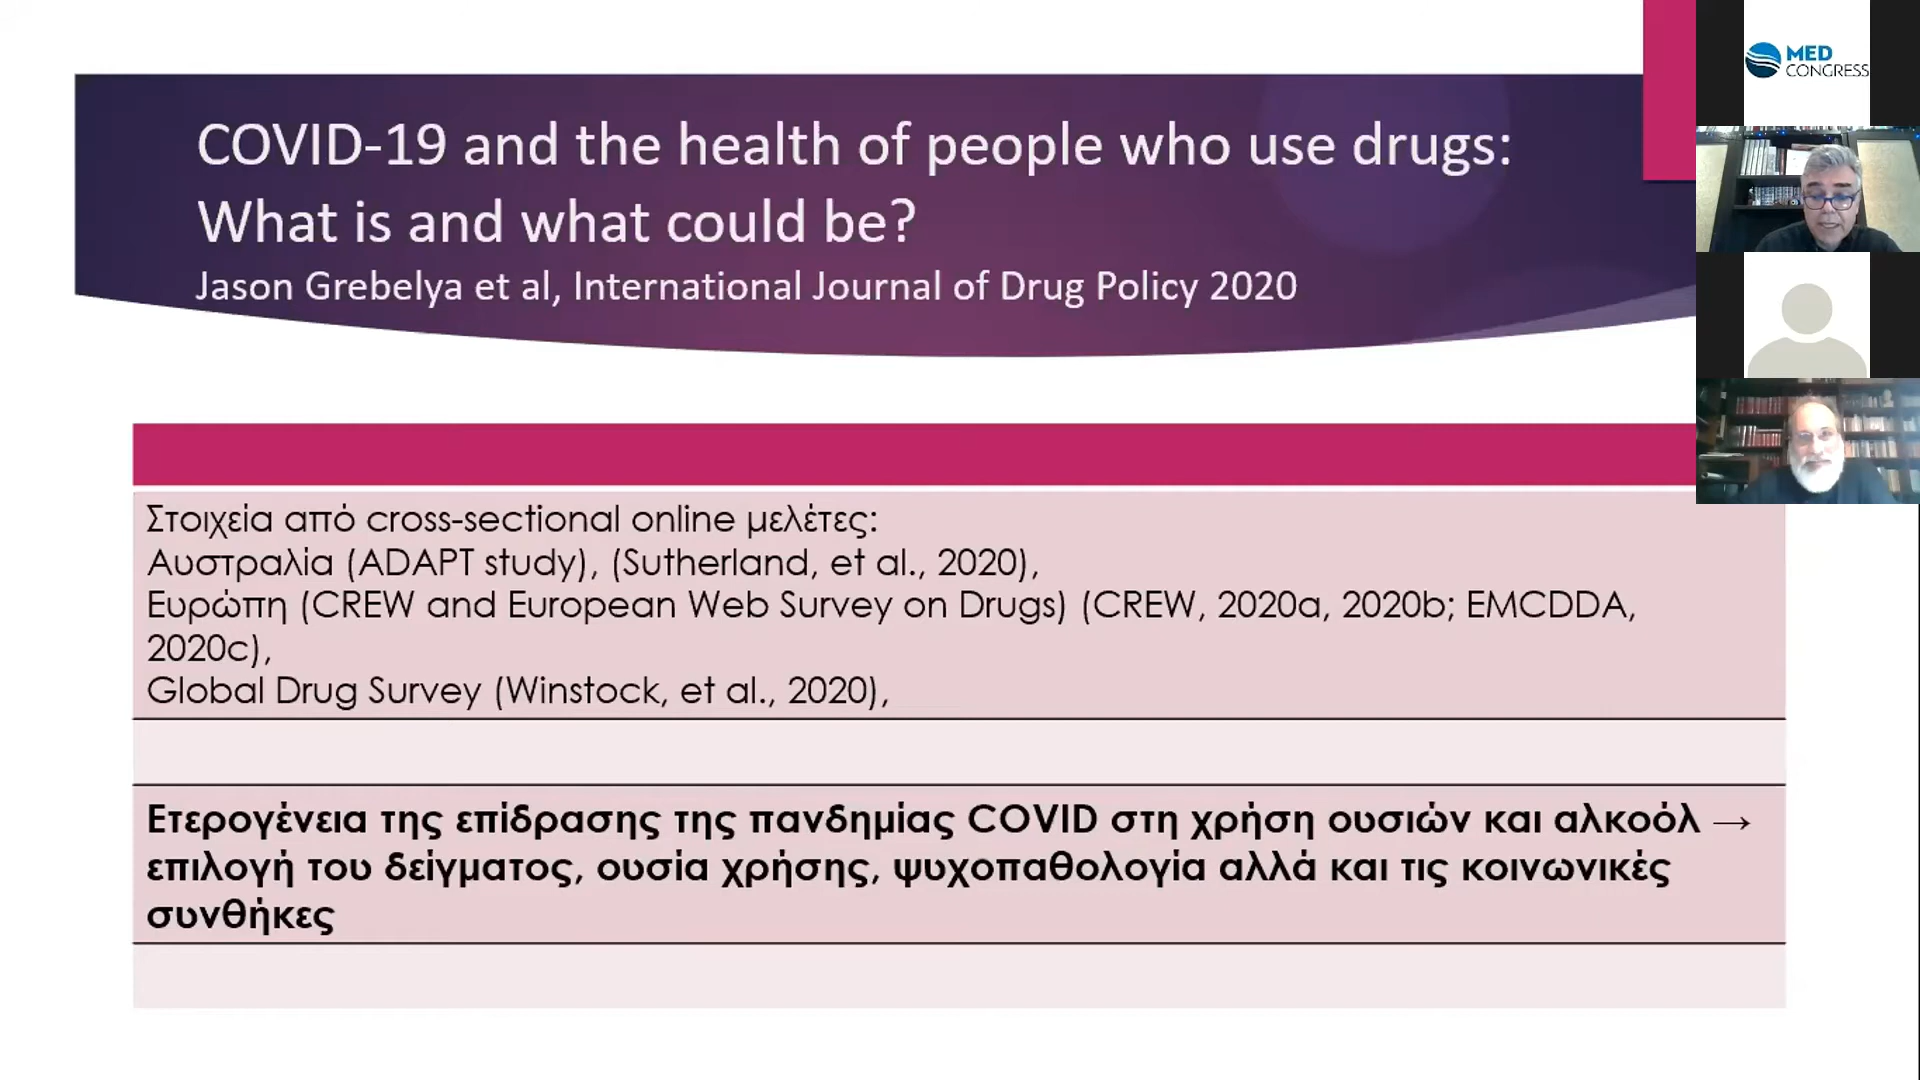 COVID-19 and the health of people who use drugs:
What is and what could be?
Jason Grebelya et al, International Journal of Drug Policy 2020
MED
CONGRESS
Στοιχεία από cross-sectional online μελέτες:
Αυστραλία (ADAPT study), (Sutherland, et al., 2020),
Ευρώπη (CREW and European Web Survey on Drugs) (CREW, 2020a, 2020b; EMCDDA,
2020c),
Global Drug Survey (Winstock, et al., 2020),
Ετερογένεια της επίδρασης της πανδημίας COVID στη χρήση ουσιών και αλκοόλ →
επιλογή του δείγματος, ουσία χρήσης, ψυχοπαθολογία αλλά και τις κοινωνικές
συνθήκες